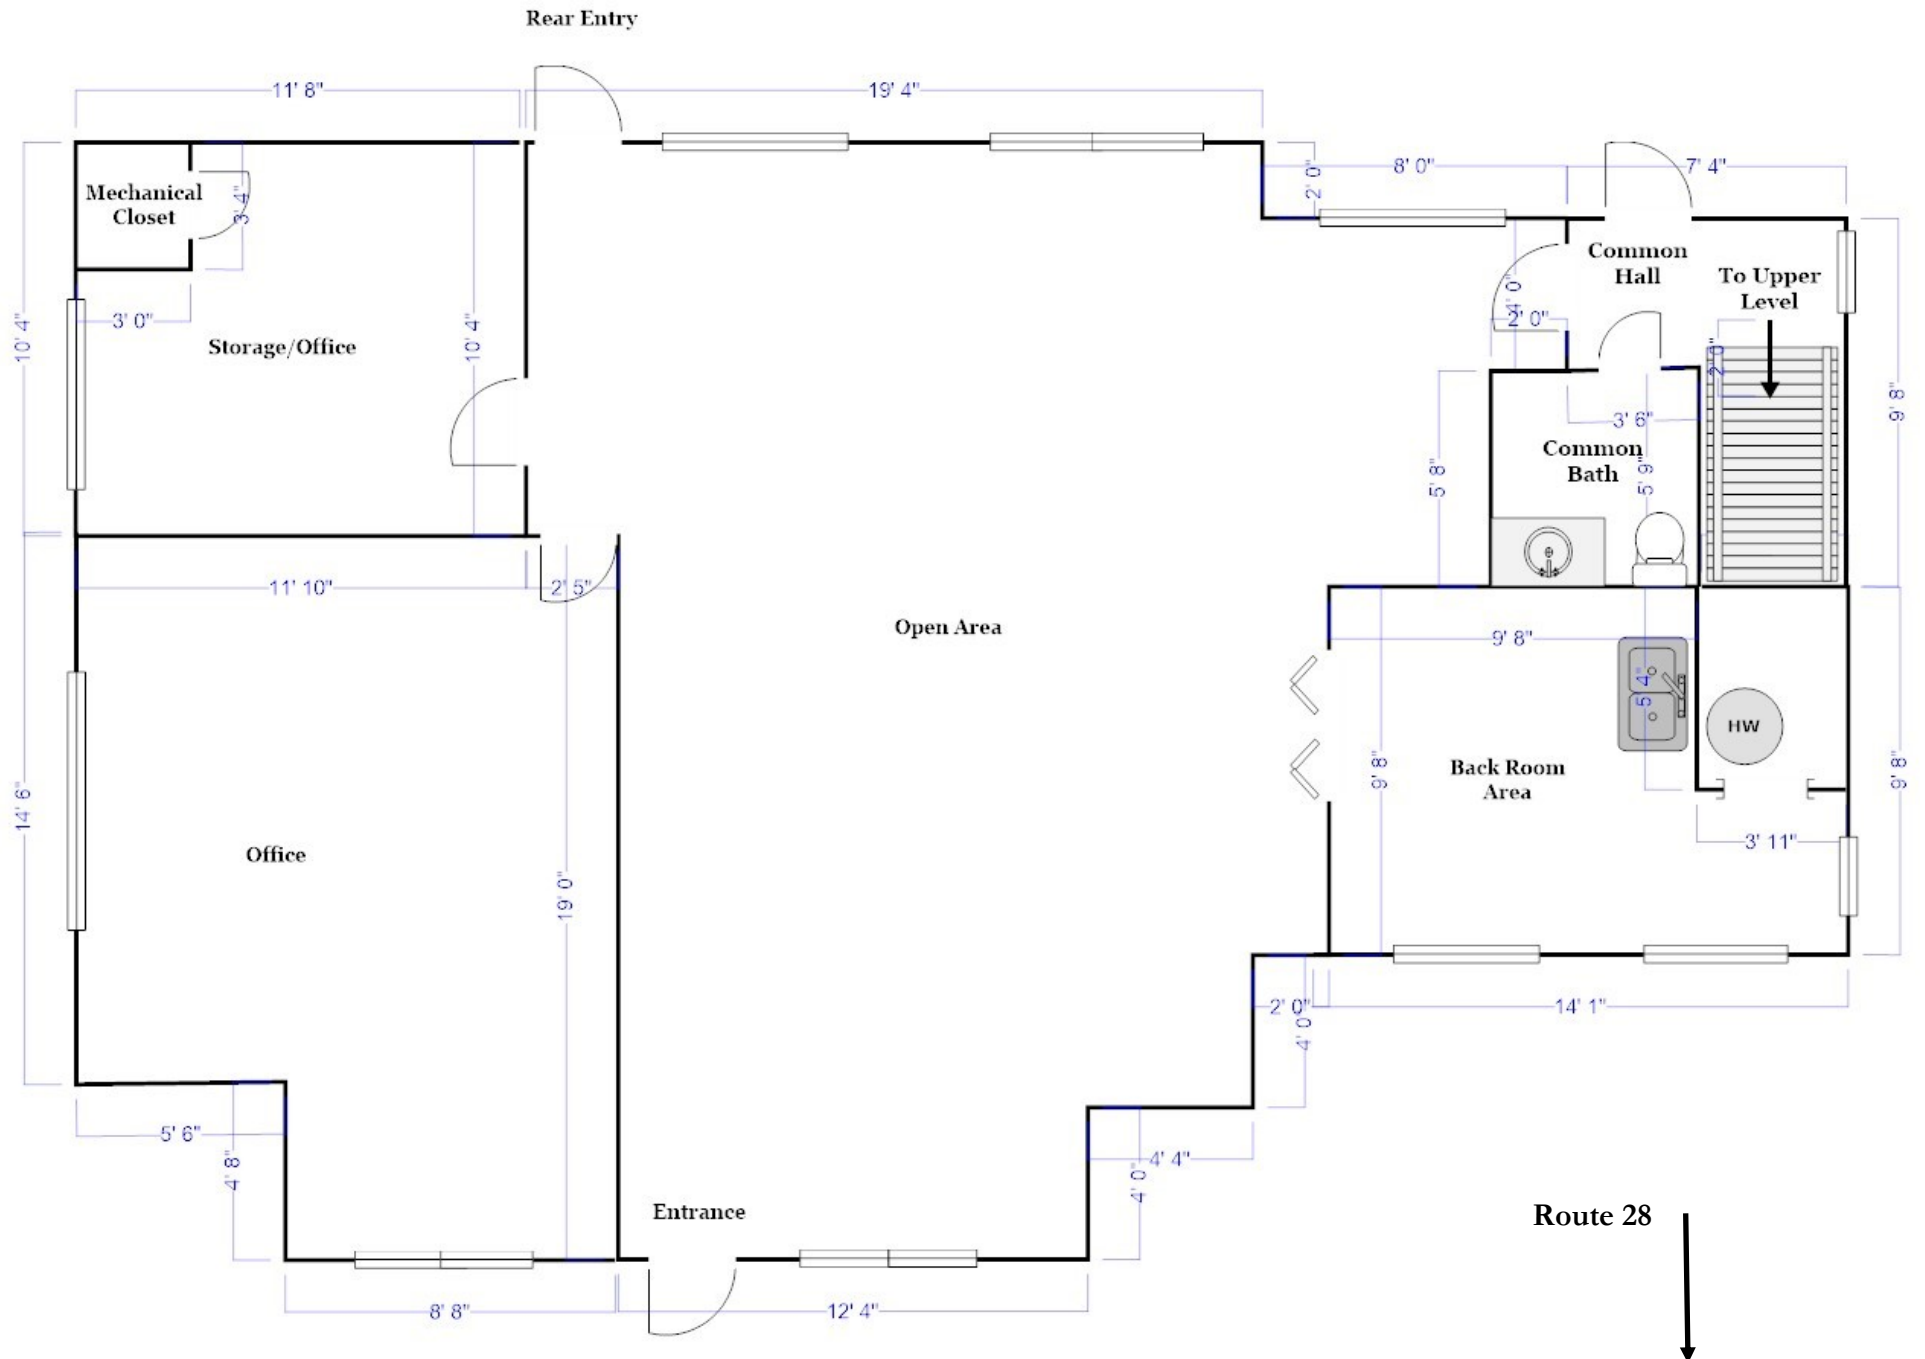 Rear Entry
11' 8"
19' 4"
8' 0"
7' 4"
2' 0"
Mechanical
Closet
3' 4"
3' 0"
10' 4"
10' 4"
Storage/Office
Common
Hall
To Upper
Level
4' 0"
2' 0"
2' 0"
9' 8"
3' 6"
Common
Bath
5' 8"
5' 9"
11' 10"
2' 5"
Open Area
9' 8"
5' 4"
HW
Back Room
Area
9' 8"
9' 8"
3' 11"
14' 6"
Office
19' 0"
2' 0"
4' 0"
14' 1"
5' 6"
4' 8"
4' 4"
4' 0"
Entrance
Route 28
8' 8"
12' 4"